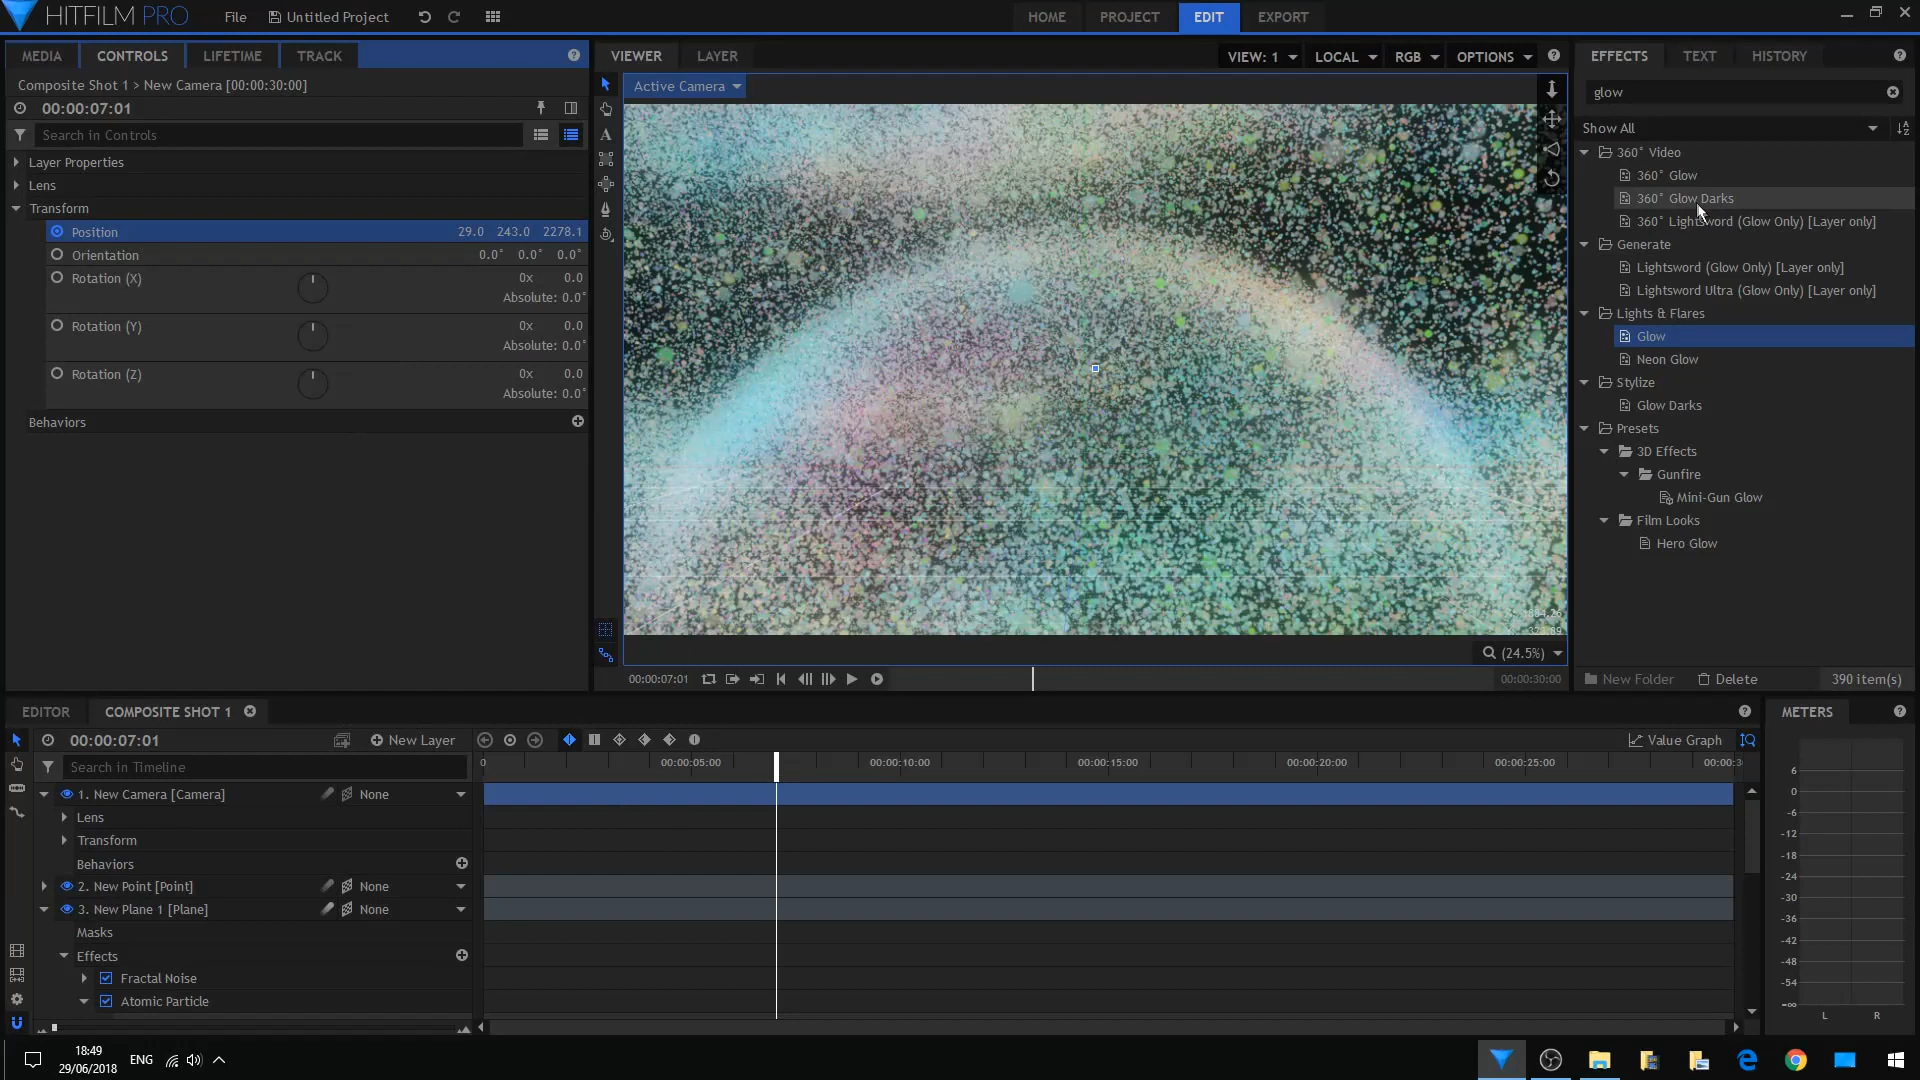 HITFILM PRO File Untitled Project HOME PROJECT EDIT EXPORT
MEDIA CONTROLS LIFETIME TRACK
Composite Shot 1 > New Camera [00:00:30:00]
00:00:07:01
Search in Controls
Layer Properties
Lens
Transform
Position 29.0 243.0 2278.1
Orientation 0.0° 0.0° 0.0°
Rotation (X) 0x 0.0
Absolute: 0.0°
Rotation (Y) 0x 0.0
Absolute: 0.0°
Rotation (Z) 0x 0.0
Absolute: 0.0°
Behaviors
VIEWER LAYER VIEW: 1 LOCAL RGB OPTIONS
Active Camera
A
(24.5%)
00:00:07:01 00:00:30:00
EFFECTS TEXT HISTORY
glow
Show All
360° Video
360° Glow
360° Glow Darks
360° Lightsword (Glow Only) [Layer only]
Generate
Lightsword (Glow Only) [Layer only]
Lightsword Ultra (Glow Only) [Layer only]
Lights & Flares
Glow
Neon Glow
Stylize
Glow Darks
Presets
3D Effects
Gunfire
Mini-Gun Glow
Film Looks
Hero Glow
New Folder Delete 390 item(s)
EDITOR COMPOSITE SHOT 1
00:00:07:01 New Layer Value Graph
Search in Timeline
0 00:00:05:00 00:00:10:00 00:00:15:00 00:00:20:00 00:00:25:00 00:00:3
1. New Camera [Camera] None
Lens
Transform
Behaviors
2. New Point [Point] None
3. New Plane 1 [Plane] None
Masks
Effects
Fractal Noise
Atomic Particle
METERS
6
0
-6
-12
-18
-24
-30
-36
-42
-48
-54
-∞
L R
18:49
29/06/2018
ENG